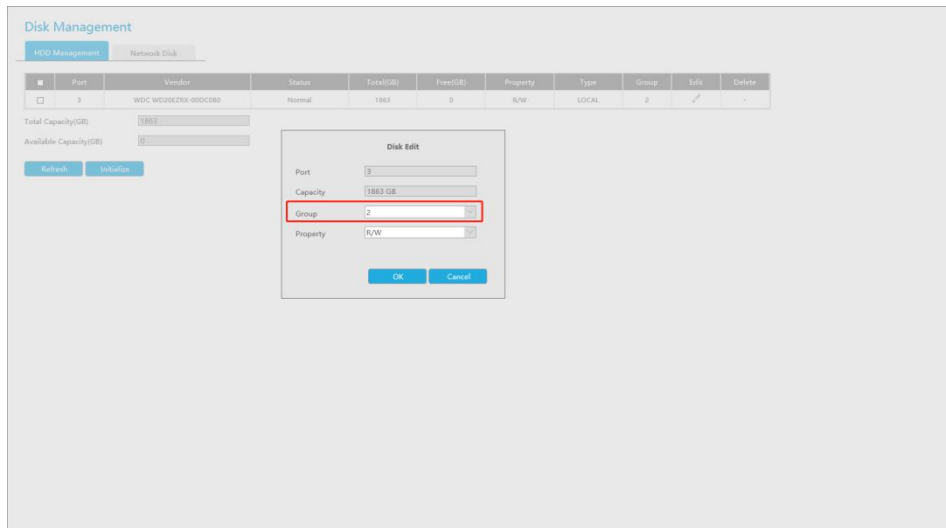 Disk Management
HDD Management Network Disk
Port Vendor Status Total(GB) Free(GB) Property Type Group Edit Delete
3 WDC WD20EZRX-00DC0B0 Normal 1863 0 R/W LOCAL 2 -
Total Capacity(GB) 1863
Available Capacity(GB) 0
Refresh Initialize
Disk Edit
Port 3
Capacity 1863 GB
Group 2
Property R/W
OK Cancel